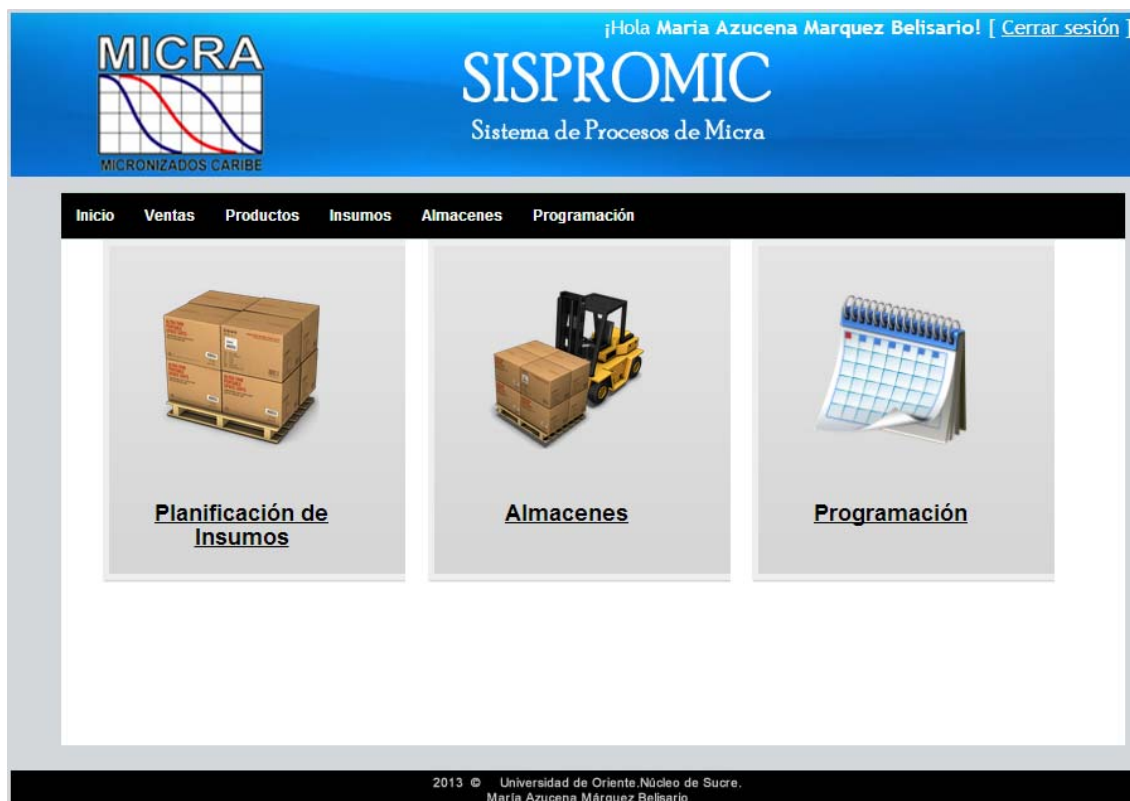 ¡Hola Maria Azucena Marquez Belisario! [ Cerrar sesión ]
MICRA
MICRONIZADOS CARIBE
SISPROMIC
Sistema de Procesos de Micra
Inicio Ventas Productos Insumos Almacenes Programación
Planificación de
Insumos
Almacenes
Programación
2013 © Universidad de Oriente.Núcleo de Sucre.
María Azucena Márquez Belisario